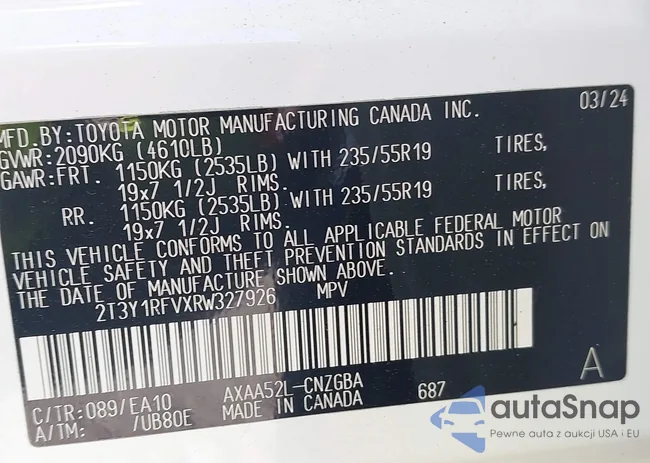 MFD.BY:TOYOTA MOTOR MANUFACTURING CANADA INC. 03/24
GVWR:2090KG (4610LB)
GAWR:FRT. 1150KG (2535LB) WITH 235/55R19 TIRES,
19x7 1/2J RIMS.
RR. 1150KG (2535LB) WITH 235/55R19 TIRES,
19x7 1/2J RIMS.
THIS VEHICLE CONFORMS TO ALL APPLICABLE FEDERAL MOTOR
VEHICLE SAFETY AND THEFT PREVENTION STANDARDS IN EFFECT ON
THE DATE OF MANUFACTURE SHOWN ABOVE.
2T3Y1RFVXRW327926 MPV
A
C/TR:089/EA10 AXAA52L-CNZGBA 687
A/TM: /UB80E MADE IN CANADA
autaSnap
Pewne auta z aukcji USA i EU